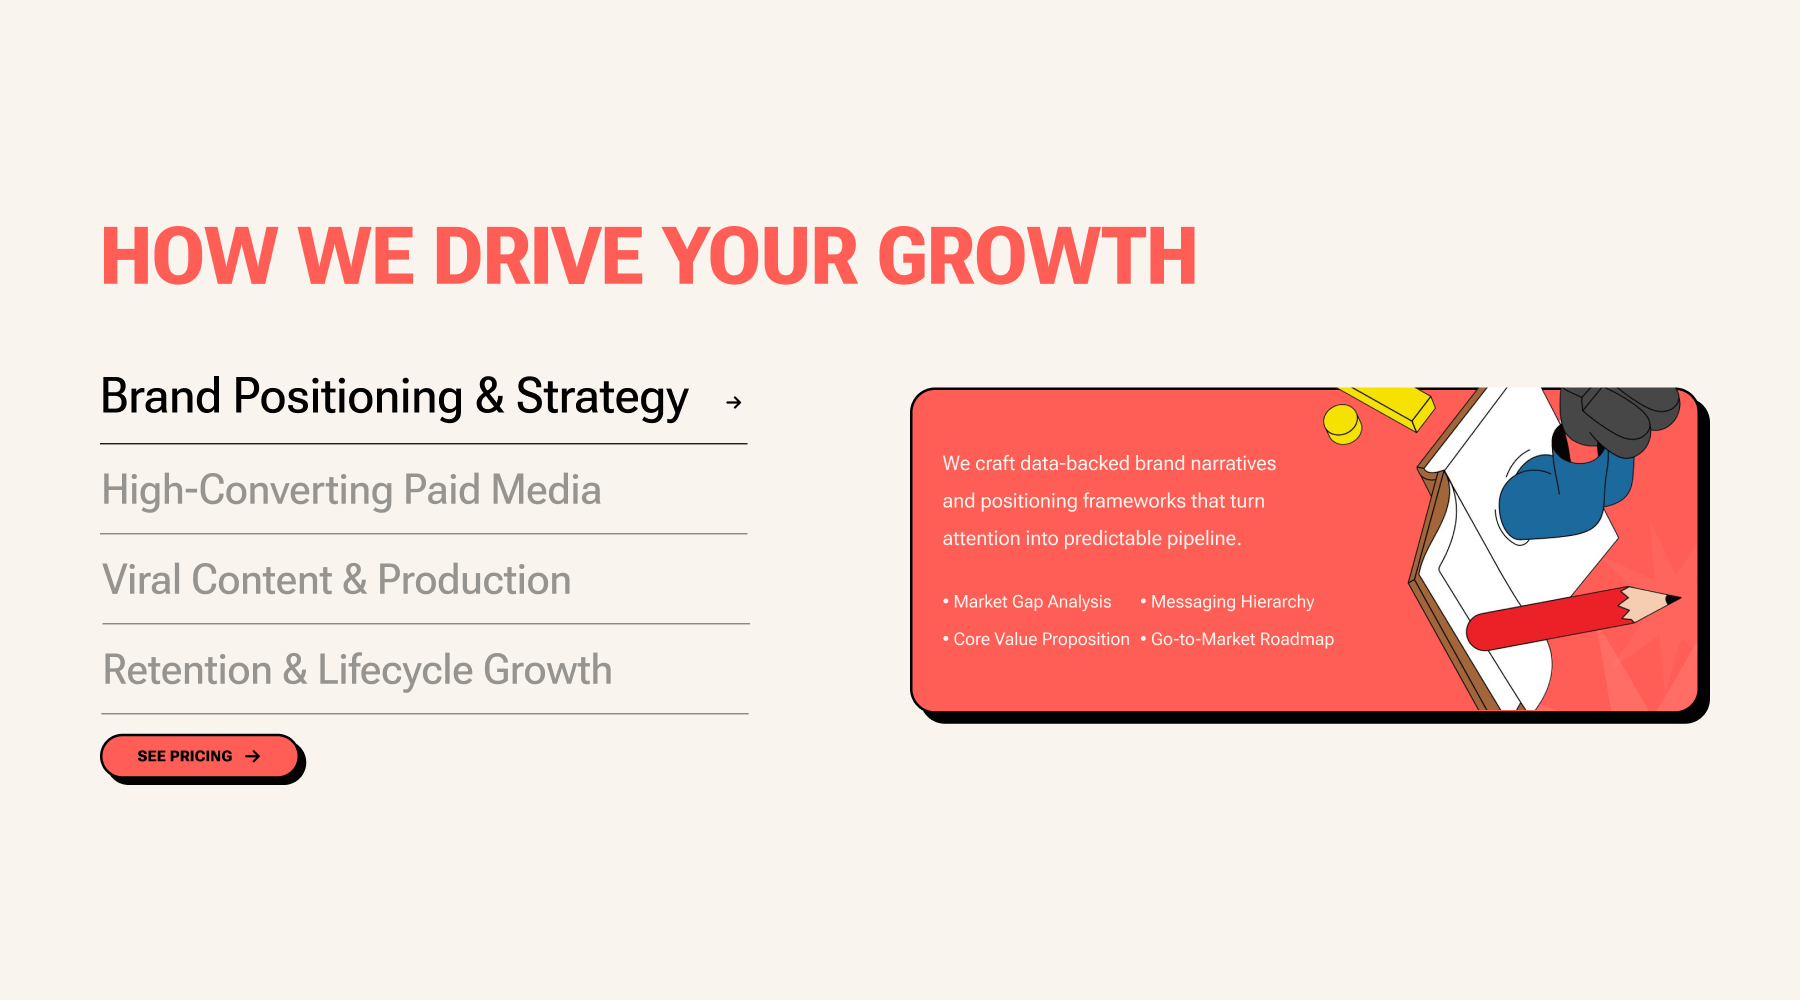 HOW WE DRIVE YOUR GROWTH
Brand Positioning & Strategy →
High-Converting Paid Media
Viral Content & Production
Retention & Lifecycle Growth
SEE PRICING →
We craft data-backed brand narratives
and positioning frameworks that turn
attention into predictable pipeline.
• Market Gap Analysis • Messaging Hierarchy
• Core Value Proposition • Go-to-Market Roadmap